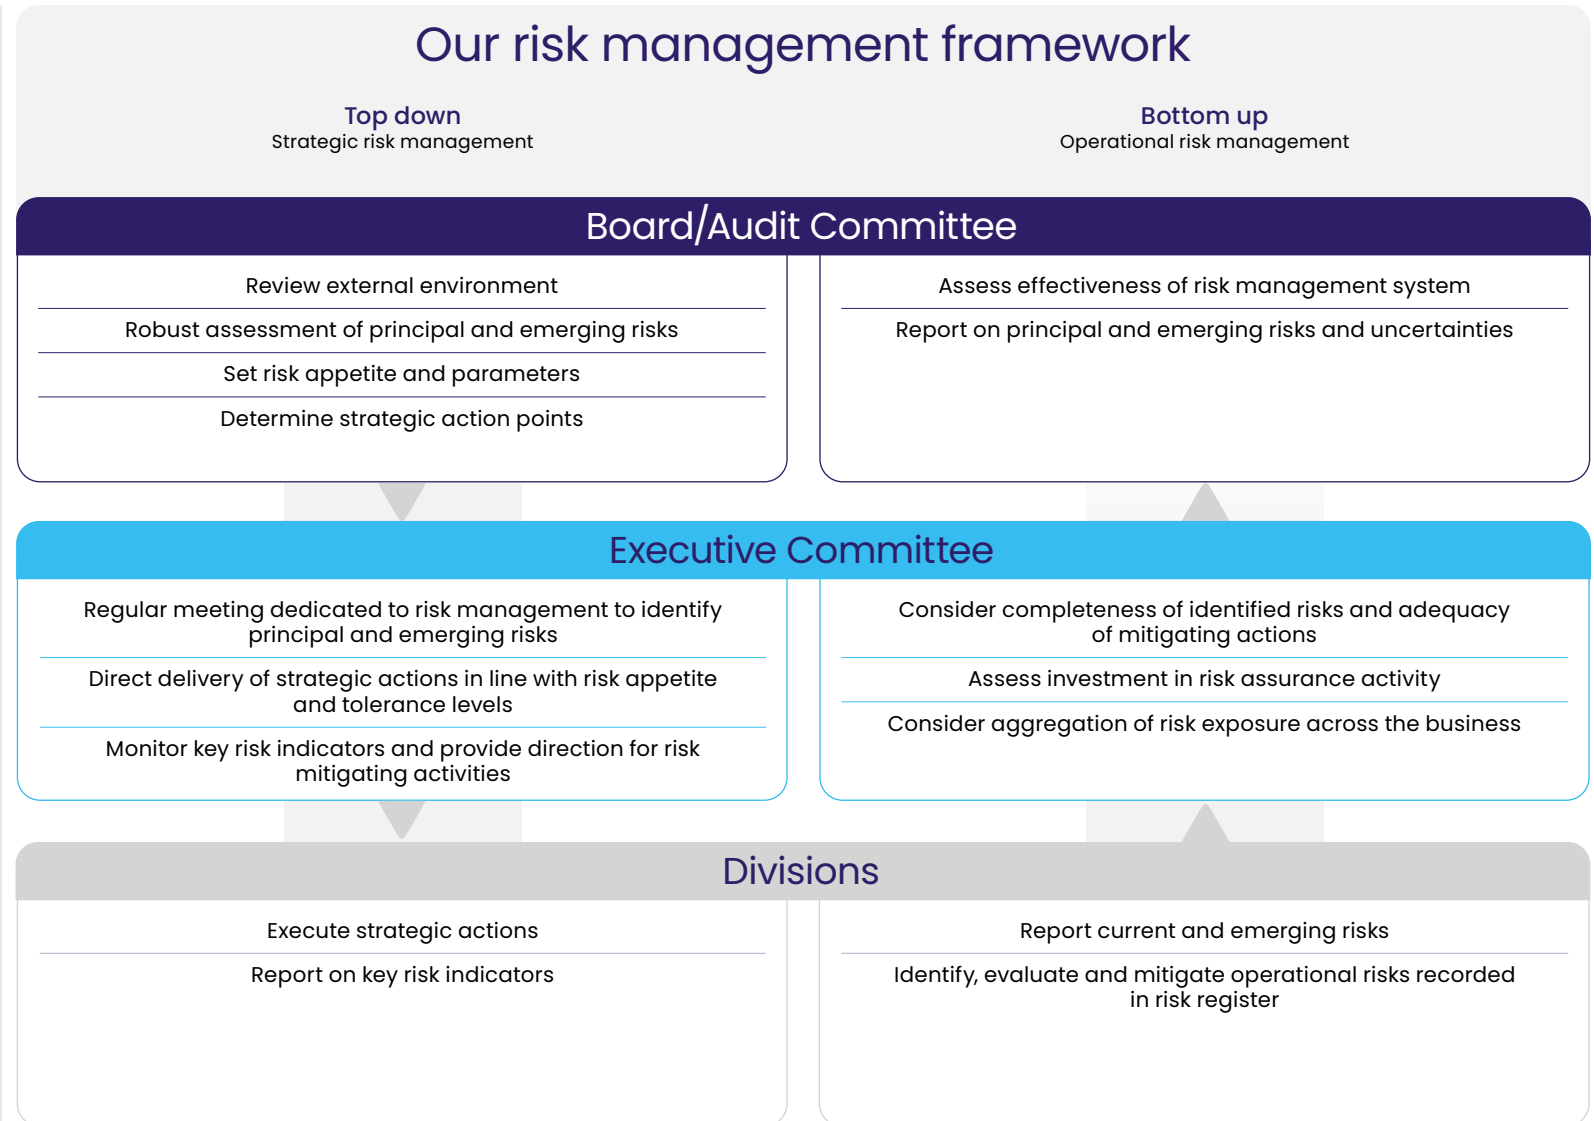 Our risk management framework
Top down
Strategic risk management
Bottom up
Operational risk management
Board/Audit Committee
Review external environment
Robust assessment of principal and emerging risks
Set risk appetite and parameters
Determine strategic action points
Assess effectiveness of risk management system
Report on principal and emerging risks and uncertainties
Executive Committee
Regular meeting dedicated to risk management to identify
principal and emerging risks
Direct delivery of strategic actions in line with risk appetite
and tolerance levels
Monitor key risk indicators and provide direction for risk
mitigating activities
Consider completeness of identified risks and adequacy
of mitigating actions
Assess investment in risk assurance activity
Consider aggregation of risk exposure across the business
Divisions
Execute strategic actions
Report on key risk indicators
Report current and emerging risks
Identify, evaluate and mitigate operational risks recorded
in risk register